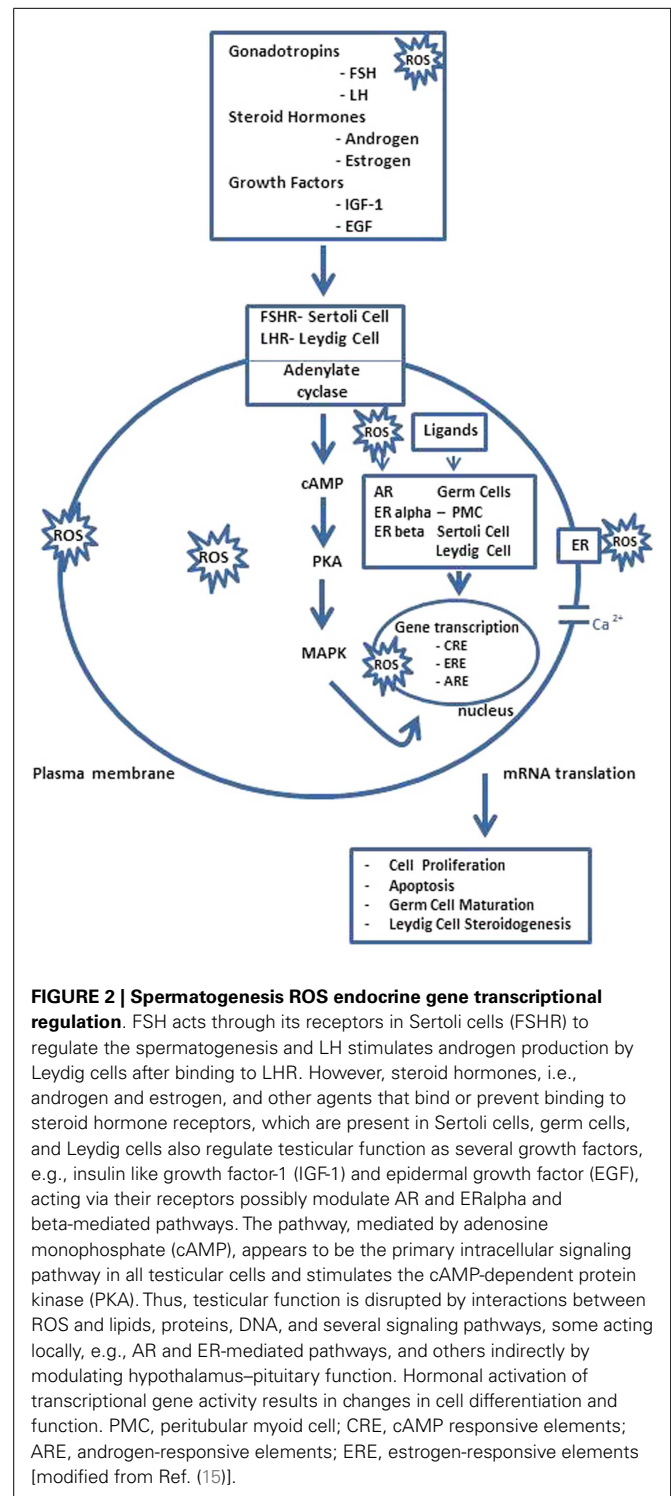 Gonadotropins
ROS
- FSH
- LH
Steroid Hormones
- Androgen
- Estrogen
Growth Factors
- IGF-1
- EGF
FSHR- Sertoli Cell
LHR- Leydig Cell
Adenylate
cyclase
ROS
Ligands
cAMP
AR Germ Cells
ER alpha – PMC
ER beta Sertoli Cell
Leydig Cell
ROS
ROS
ER
ROS
PKA
Ca 2+
Gene transcription
- CRE
- ERE
- ARE
MAPK
ROS
nucleus
Plasma membrane
mRNA translation
- Cell Proliferation
- Apoptosis
- Germ Cell Maturation
- Leydig Cell Steroidogenesis
FIGURE 2 | Spermatogenesis ROS endocrine gene transcriptional
regulation. FSH acts through its receptors in Sertoli cells (FSHR) to
regulate the spermatogenesis and LH stimulates androgen production by
Leydig cells after binding to LHR. However, steroid hormones, i.e.,
androgen and estrogen, and other agents that bind or prevent binding to
steroid hormone receptors, which are present in Sertoli cells, germ cells,
and Leydig cells also regulate testicular function as several growth factors,
e.g., insulin like growth factor-1 (IGF-1) and epidermal growth factor (EGF),
acting via their receptors possibly modulate AR and ERalpha and
beta-mediated pathways. The pathway, mediated by adenosine
monophosphate (cAMP), appears to be the primary intracellular signaling
pathway in all testicular cells and stimulates the cAMP-dependent protein
kinase (PKA). Thus, testicular function is disrupted by interactions between
ROS and lipids, proteins, DNA, and several signaling pathways, some acting
locally, e.g., AR and ER-mediated pathways, and others indirectly by
modulating hypothalamus–pituitary function. Hormonal activation of
transcriptional gene activity results in changes in cell differentiation and
function. PMC, peritubular myoid cell; CRE, cAMP responsive elements;
ARE, androgen-responsive elements; ERE, estrogen-responsive elements
[modified from Ref. (15)].